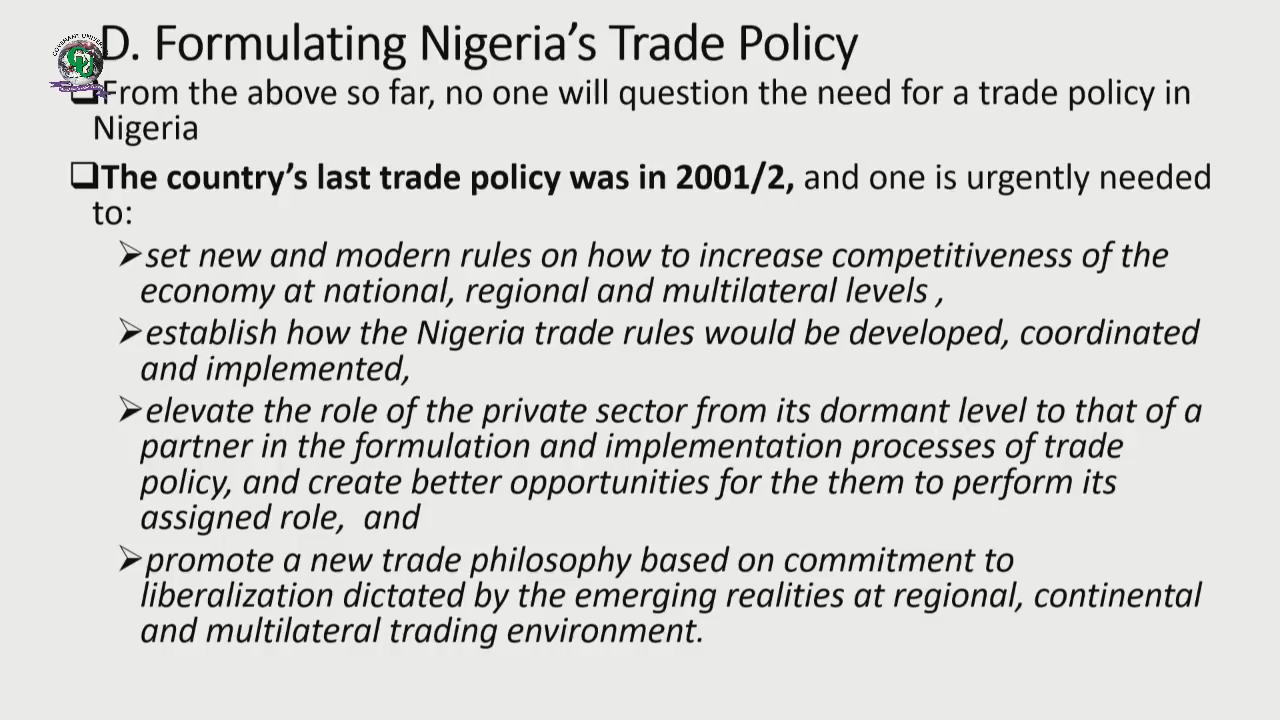 D. Formulating Nigeria's Trade Policy
From the above so far, no one will question the need for a trade policy in
Nigeria
The country's last trade policy was in 2001/2, and one is urgently needed
to:
set new and modern rules on how to increase competitiveness of the
economy at national, regional and multilateral levels ,
establish how the Nigeria trade rules would be developed, coordinated
and implemented,
elevate the role of the private sector from its dormant level to that of a
partner in the formulation and implementation processes of trade
policy, and create better opportunities for the them to perform its
assigned role,  and
promote a new trade philosophy based on commitment to
liberalization dictated by the emerging realities at regional, continental
and multilateral trading environment.